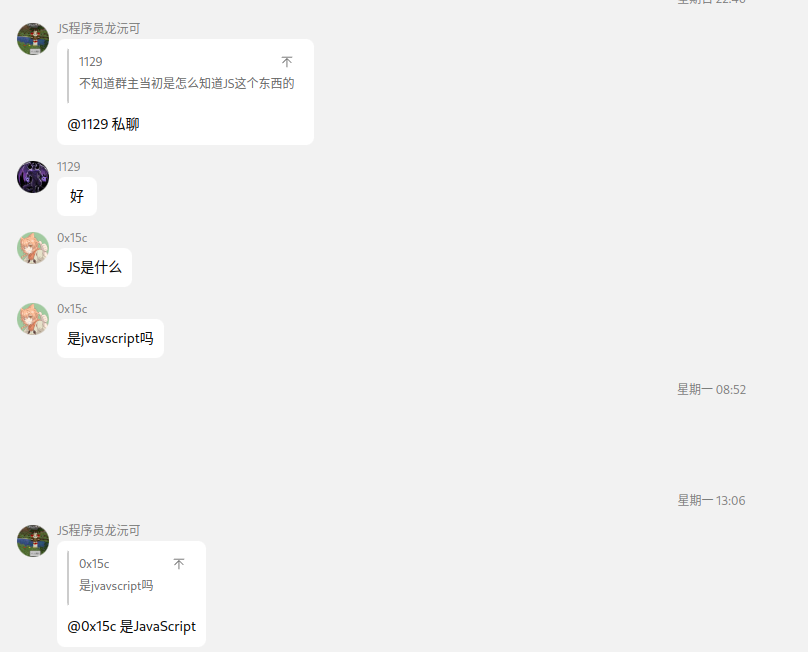 星期日 22:46
JS程序员龙沅可
1129
不知道群主当初是怎么知道JS这个东西的
@1129 私聊
1129
好
0x15c
JS是什么
0x15c
是jvavscript吗
星期一 08:52
星期一 13:06
JS程序员龙沅可
0x15c
是jvavscript吗
@0x15c 是JavaScript